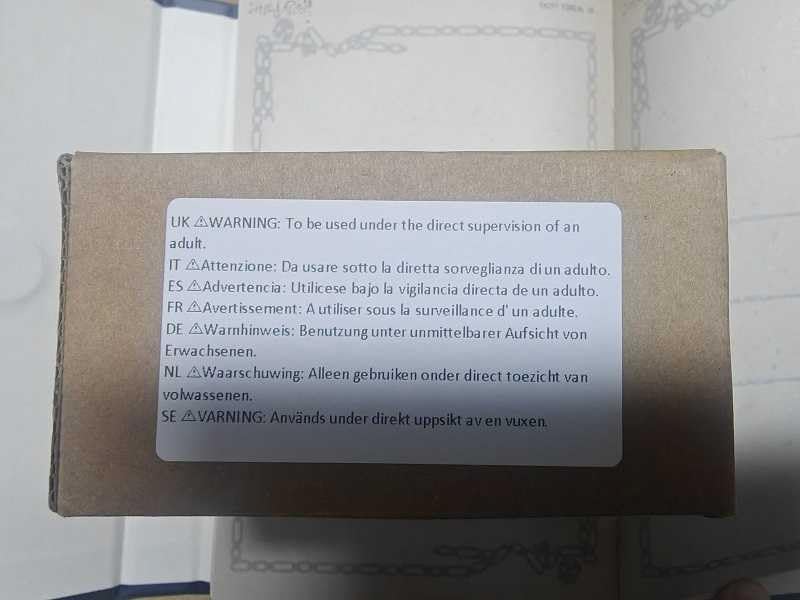 UK ⚠WARNING: To be used under the direct supervision of an
adult.
IT ⚠Attenzione: Da usare sotto la diretta sorveglianza di un adulto.
ES ⚠Advertencia: Utilicese bajo la vigilancia directa de un adulto.
FR ⚠Avertissement: A utiliser sous la surveillance d' un adulte.
DE ⚠Warnhinweis: Benutzung unter unmittelbarer Aufsicht von
Erwachsenen.
NL ⚠Waarschuwing: Alleen gebruiken onder direct toezicht van
volwassenen.
SE ⚠VARNING: Används under direkt uppsikt av en vuxen.